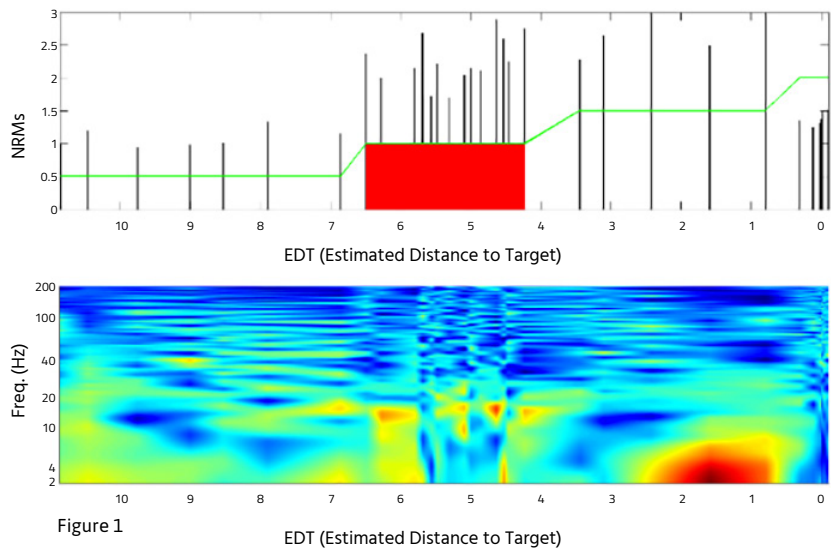 3
2.5
2
1.5
1
0.5
0
NRMs
10 9 8 7 6 5 4 3 2 1 0
EDT (Estimated Distance to Target)
200
100
40
20
10
4
2
Freq. (Hz)
10 9 8 7 6 5 4 3 2 1 0
Figure 1
EDT (Estimated Distance to Target)